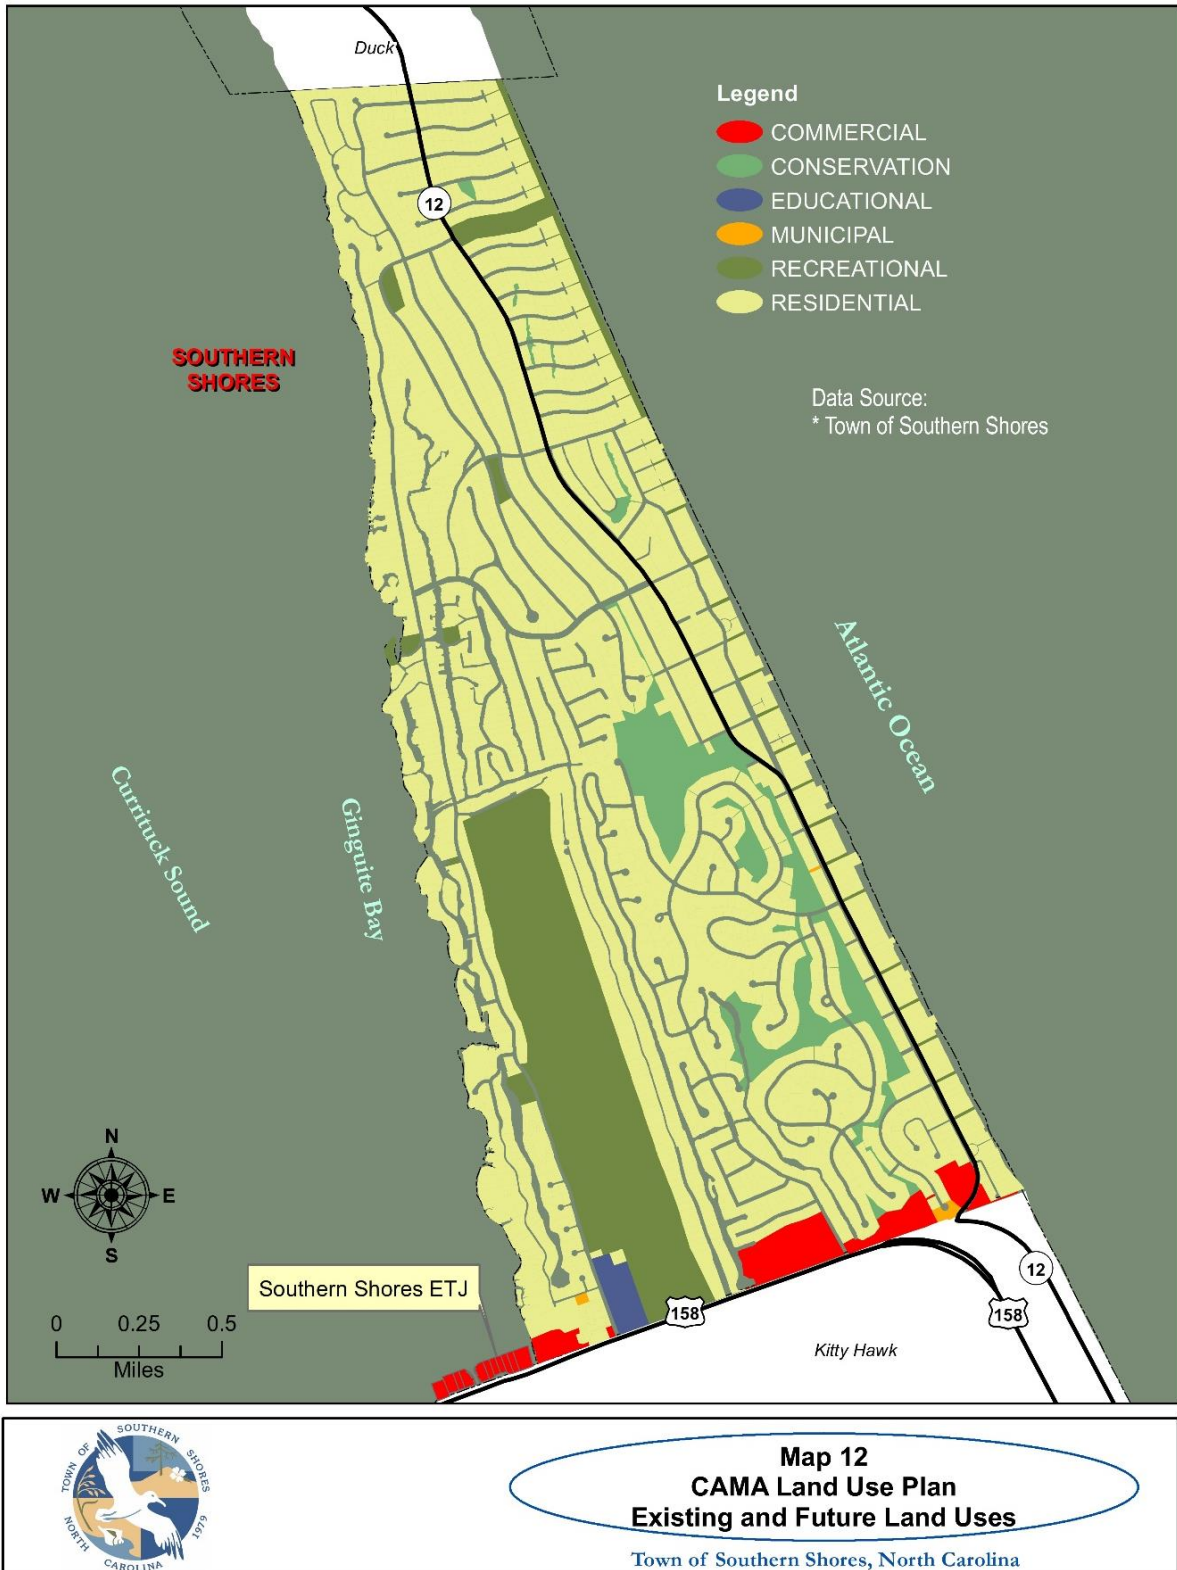 Duck
Legend
COMMERCIAL
CONSERVATION
EDUCATIONAL
MUNICIPAL
RECREATIONAL
RESIDENTIAL
12
SOUTHERN
SHORES
Data Source:
* Town of Southern Shores
Atlantic Ocean
Currituck Sound
Ginguite Bay
N
W E
S
Southern Shores ETJ
0 0.25 0.5
Miles
158
12
158
Kitty Hawk
TOWN OF SOUTHERN SHORES
NORTH CAROLINA 1979
Map 12
CAMA Land Use Plan
Existing and Future Land Uses
Town of Southern Shores, North Carolina